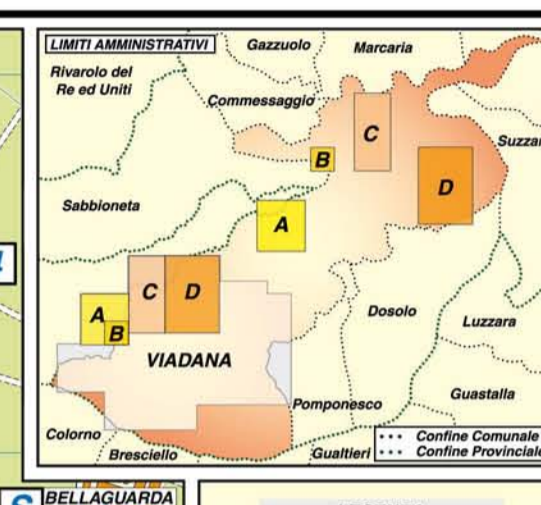 LIMITI AMMINISTRATIVI
Gazzuolo
Marcaria
Rivarolo del
Re ed Uniti
Commessaggio
C
B
D
Sabbioneta
A
C
D
A
B
Dosolo
Luzzara
VIADANA
Guastalla
Pomponesco
Colorno
Bresciello
Gualtieri
Confine Comunale
Confine Provinciale
BELLAGUARDA